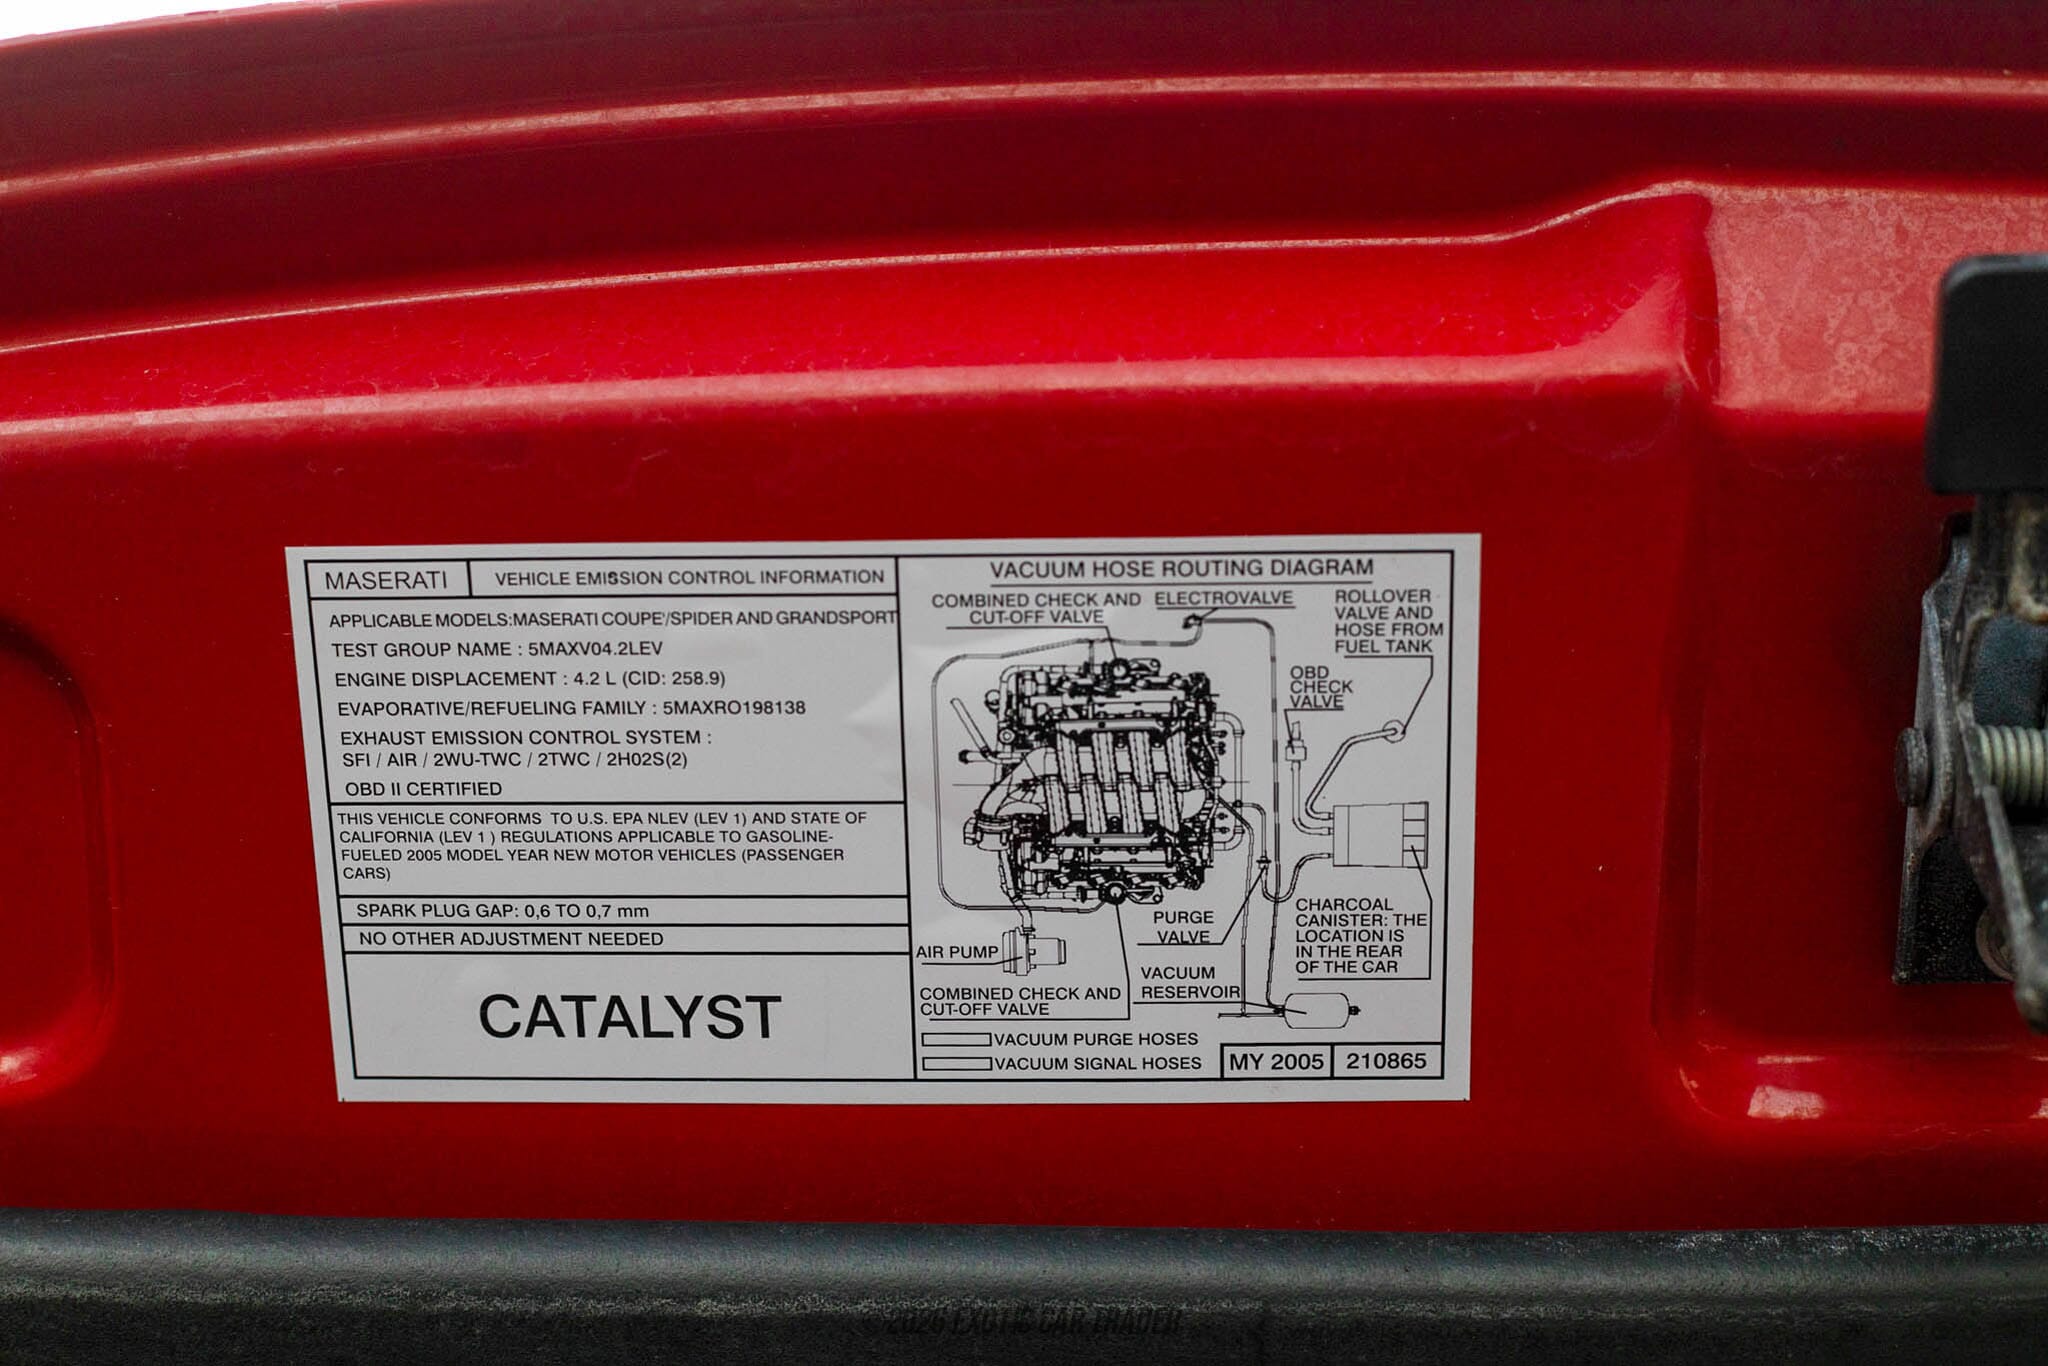 MASERATI
VEHICLE EMISSION CONTROL INFORMATION
APPLICABLE MODELS:MASERATI COUPE'/SPIDER AND GRANDSPORT
TEST GROUP NAME : 5MAXV04.2LEV
ENGINE DISPLACEMENT : 4.2 L (CID: 258.9)
EVAPORATIVE/REFUELING FAMILY : 5MAXRO198138
EXHAUST EMISSION CONTROL SYSTEM :
SFI / AIR / 2WU-TWC / 2TWC / 2H02S(2)
OBD II CERTIFIED
THIS VEHICLE CONFORMS TO U.S. EPA NLEV (LEV 1) AND STATE OF
CALIFORNIA (LEV 1 ) REGULATIONS APPLICABLE TO GASOLINE-
FUELED 2005 MODEL YEAR NEW MOTOR VEHICLES (PASSENGER
CARS)
SPARK PLUG GAP: 0,6 TO 0,7 mm
NO OTHER ADJUSTMENT NEEDED
CATALYST
VACUUM HOSE ROUTING DIAGRAM
COMBINED CHECK AND
CUT-OFF VALVE
ELECTROVALVE
ROLLOVER
VALVE AND
HOSE FROM
FUEL TANK
OBD
CHECK
VALVE
PURGE
VALVE
CHARCOAL
CANISTER: THE
LOCATION IS
IN THE REAR
OF THE CAR
AIR PUMP
VACUUM
RESERVOIR
COMBINED CHECK AND
CUT-OFF VALVE
VACUUM PURGE HOSES
VACUUM SIGNAL HOSES
MY 2005
210865
©2026 EXOTIC CAR TRADER